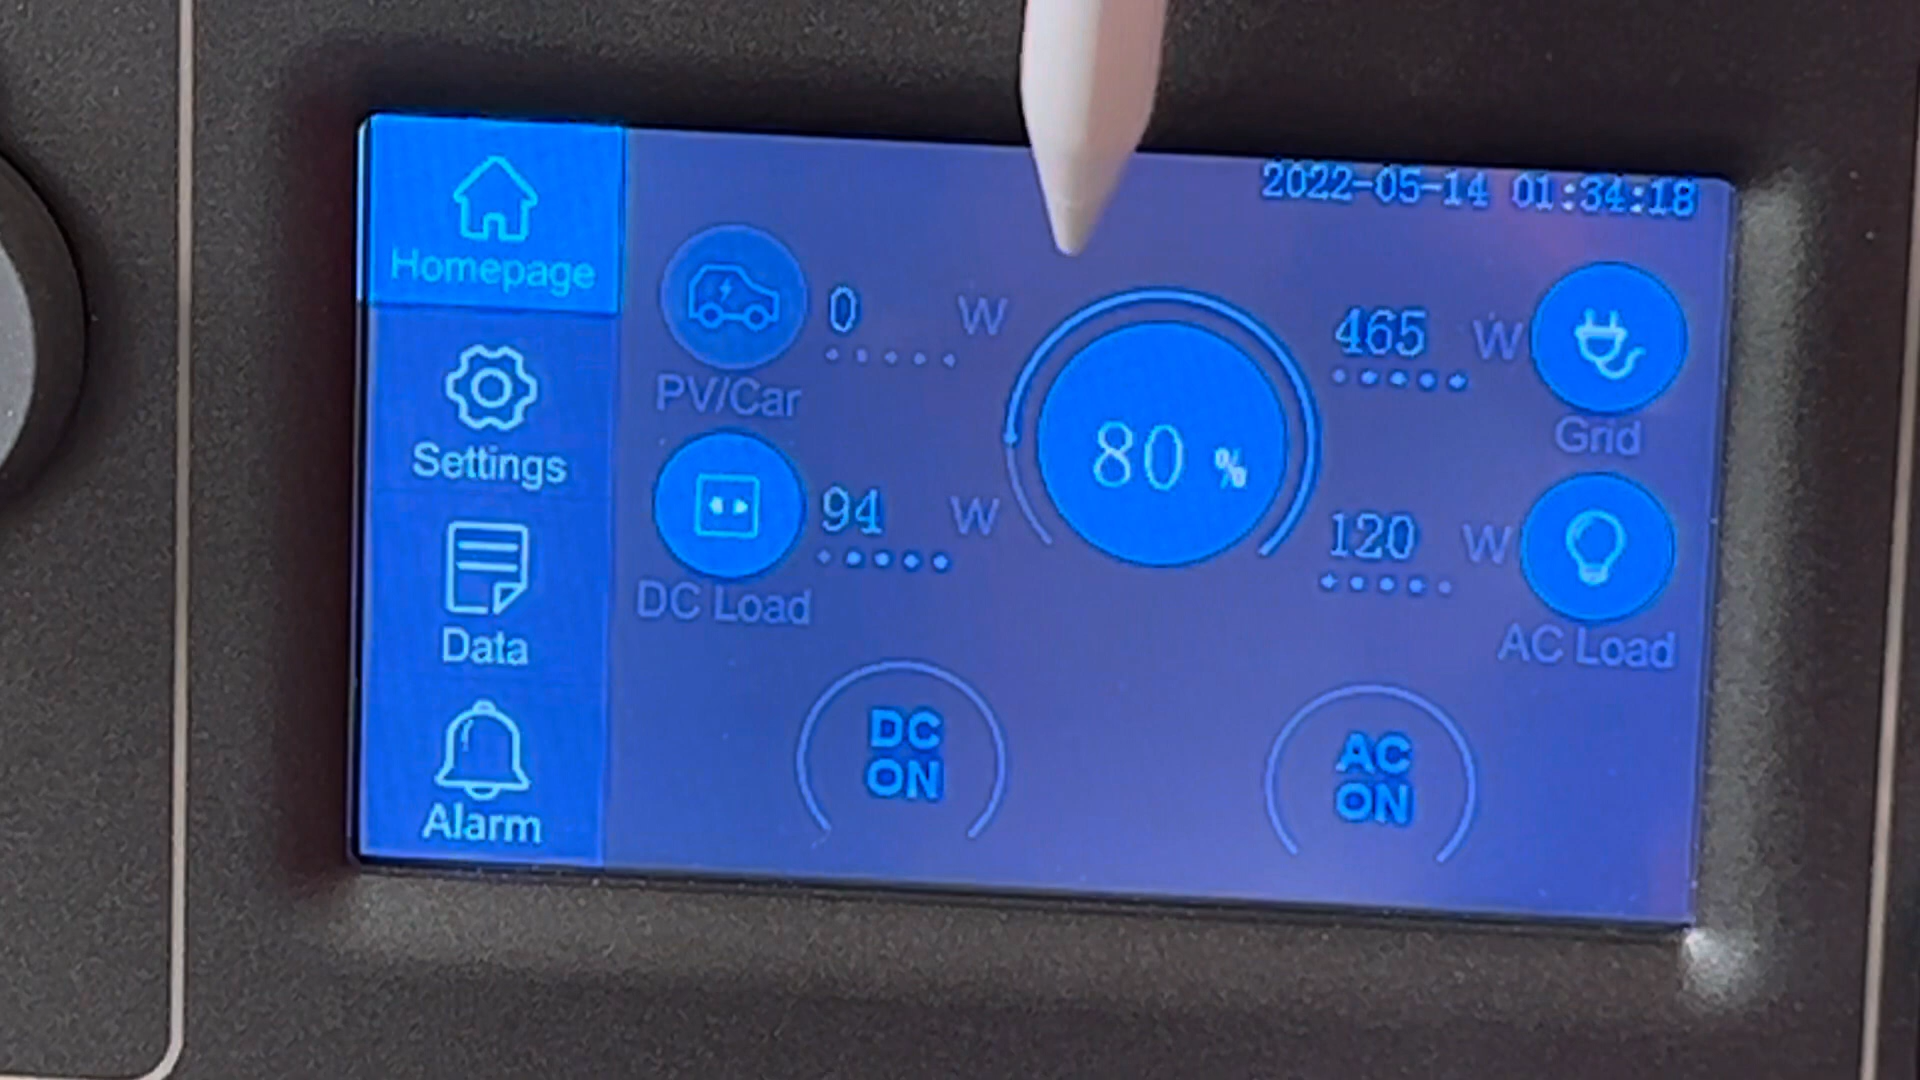 2022-05-14 01:34:18
Homepage
Settings
Data
Alarm
0 W
PV/Car
94 W
DC Load
80 %
465 W
Grid
120 W
AC Load
DC
ON
AC
ON